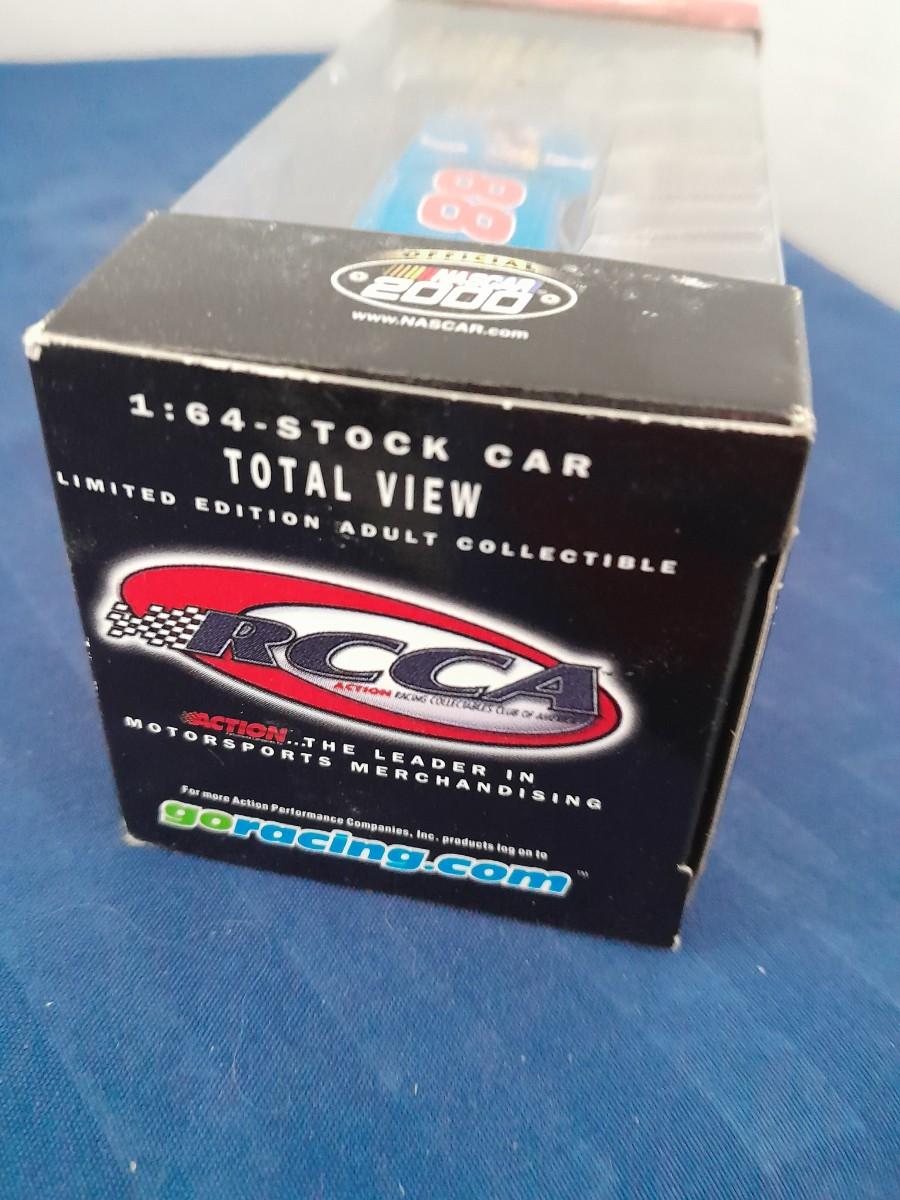 88
OFFICIAL
NASCAR
2000
www.NASCAR.com
1:64-STOCK CAR
TOTAL VIEW
LIMITED EDITION ADULT COLLECTIBLE
RCCA
ACTION RACING COLLECTABLES CLUB OF AMERICA
ACTION...THE LEADER IN
MOTORSPORTS MERCHANDISING
For more Action Performance Companies, Inc. products log on to
goracing.com™